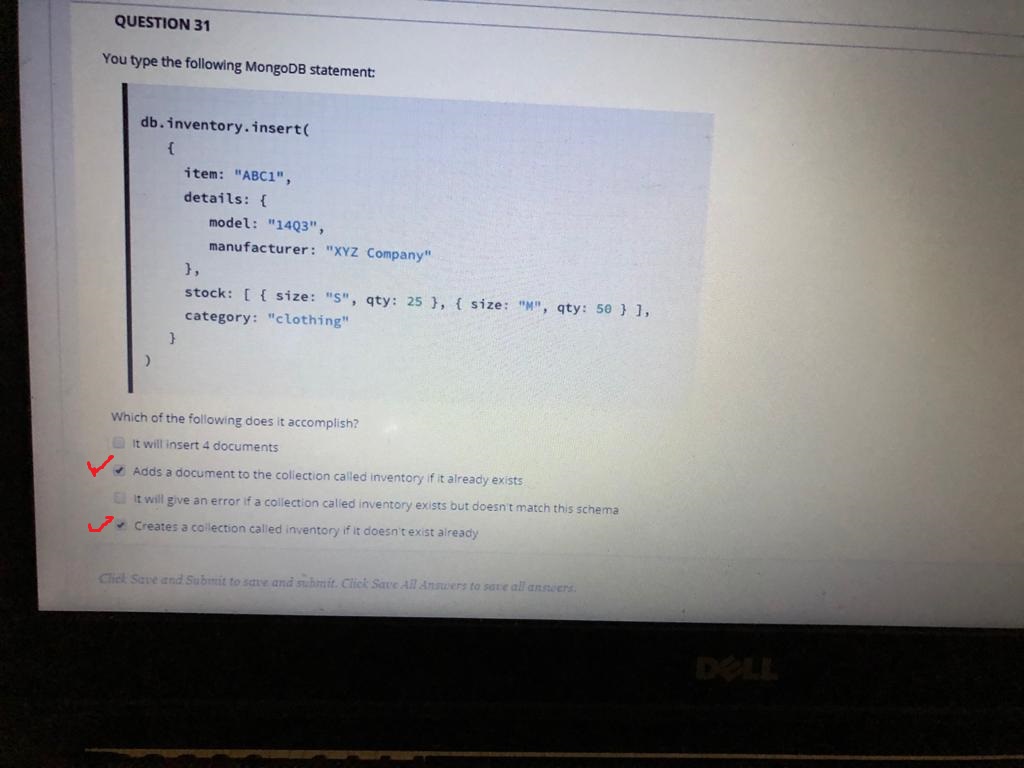 QUESTION 31
You type the following MongoDB statement:
db.inventory.insert(
{
item: "ABC1",
details: {
model: "14Q3",
manufacturer: "XYZ Company"
},
stock: [ { size: "S", qty: 25 }, { size: "M", qty: 50 } ],
category: "clothing"
}
)
Which of the following does it accomplish?
It will insert 4 documents
Adds a document to the collection called inventory if it already exists
It will give an error if a collection called inventory exists but doesn't match this schema
Creates a collection called inventory if it doesn't exist already
Click Save and Submit to save and submit. Click Save All Answers to save all answers.
DELL